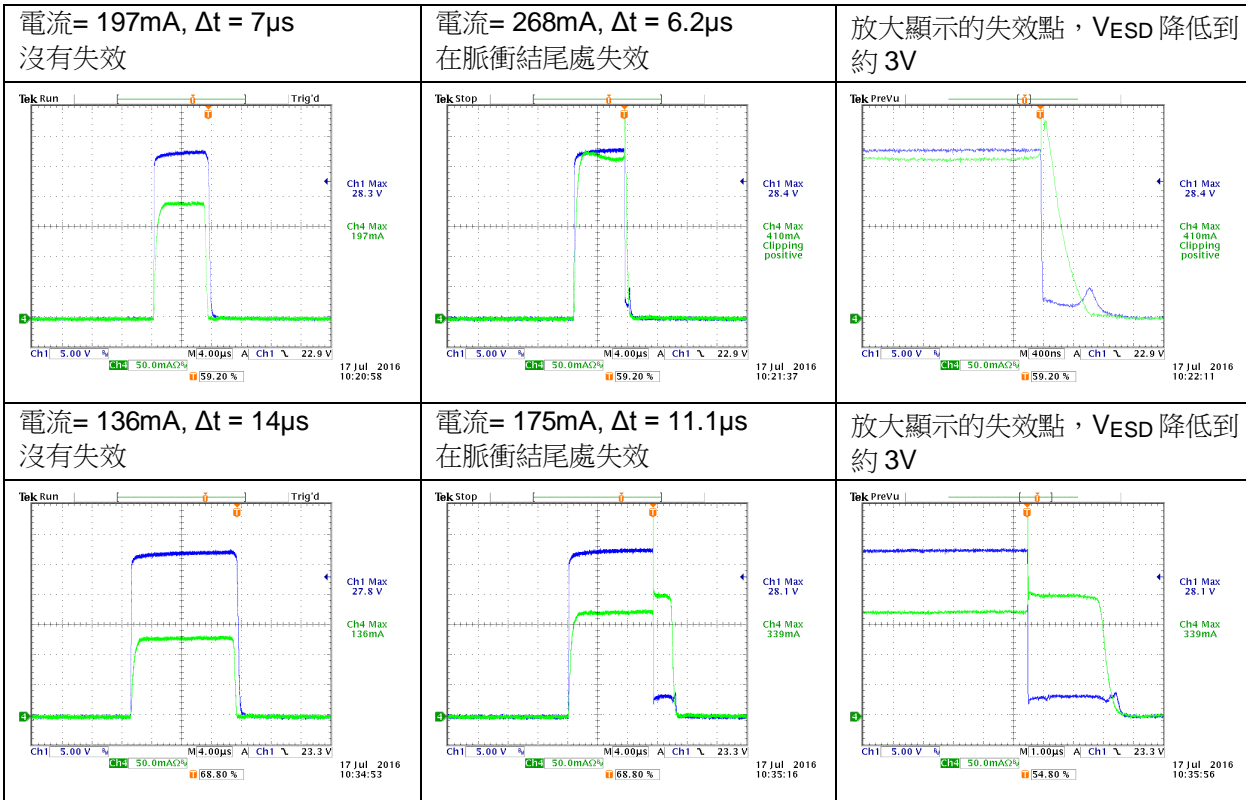 電流= 197mA, Δt = 7µs
沒有失效
電流= 268mA, Δt = 6.2µs
在脈衝結尾處失效
放大顯示的失效點，VESD 降低到
約 3V
Tek Run
Trig'd
Ch1 Max
28.3 V
Ch4 Max
197mA
Ch1 5.00 V
M 4.00µs A Ch1 22.9 V
Ch4 50.0mAΩ
59.20 %
17 Jul 2016
10:20:58
Tek Stop
Ch1 Max
28.4 V
Ch4 Max
410mA
Clipping
positive
Ch1 5.00 V
M 4.00µs A Ch1 22.9 V
Ch4 50.0mAΩ
59.20 %
17 Jul 2016
10:21:37
Tek PreVu
Ch1 Max
28.4 V
Ch4 Max
410mA
Clipping
positive
Ch1 5.00 V
M 400ns A Ch1 22.9 V
Ch4 50.0mAΩ
59.20 %
17 Jul 2016
10:22:11
電流= 136mA, Δt = 14µs
沒有失效
電流= 175mA, Δt = 11.1µs
在脈衝結尾處失效
放大顯示的失效點，VESD 降低到
約 3V
Tek Run
Trig'd
Ch1 Max
27.8 V
Ch4 Max
136mA
Ch1 5.00 V
M 4.00µs A Ch1 23.3 V
Ch4 50.0mAΩ
68.80 %
17 Jul 2016
10:34:53
Tek Stop
Ch1 Max
28.1 V
Ch4 Max
339mA
Ch1 5.00 V
M 4.00µs A Ch1 23.3 V
Ch4 50.0mAΩ
68.80 %
17 Jul 2016
10:35:16
Tek PreVu
Ch1 Max
28.1 V
Ch4 Max
339mA
Ch1 5.00 V
M 1.00µs A Ch1 23.3 V
Ch4 50.0mAΩ
54.80 %
17 Jul 2016
10:35:56